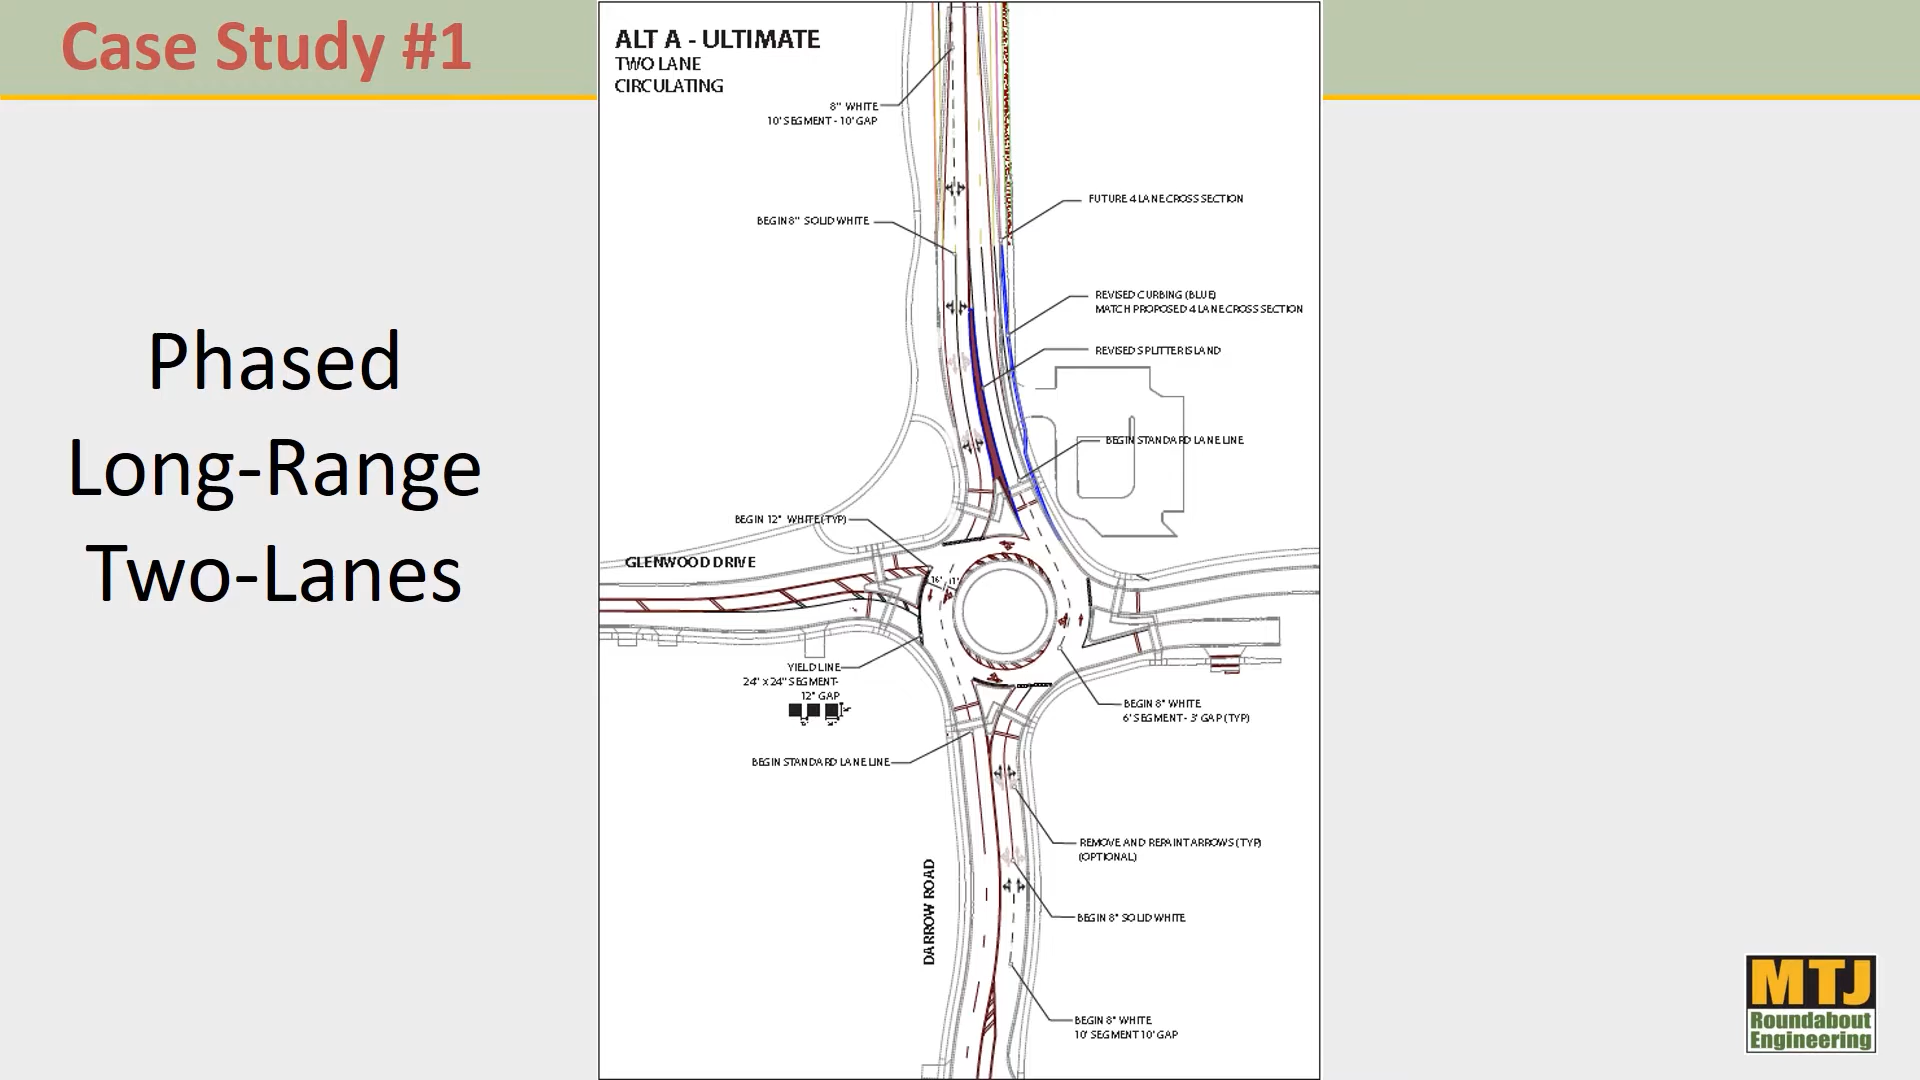 Case Study #1
Phased
Long-Range
Two-Lanes
ALT A - ULTIMATE
TWO LANE
CIRCULATING
8" WHITE
10' SEGMENT - 10' GAP
FUTURE 4 LANE CROSS SECTION
BEGIN 8" SOLID WHITE
REVISED CURBING (BLUE)
MATCH PROPOSED 4 LANE CROSS SECTION
REVISED SPLITTER ISLAND
BEGIN STANDARD LANE LINE
BEGIN 12" WHITE (TYP)
GLENWOOD DRIVE
16'
YIELD LINE
24" x 24" SEGMENT-
12" GAP
BEGIN 8" WHITE
6' SEGMENT - 3' GAP (TYP)
BEGIN STANDARD LANE LINE
REMOVE AND REPAINT ARROWS (TYP)
(OPTIONAL)
DARROW ROAD
BEGIN 8" SOLID WHITE
BEGIN 8" WHITE
10' SEGMENT 10' GAP
MTJ
Roundabout
Engineering